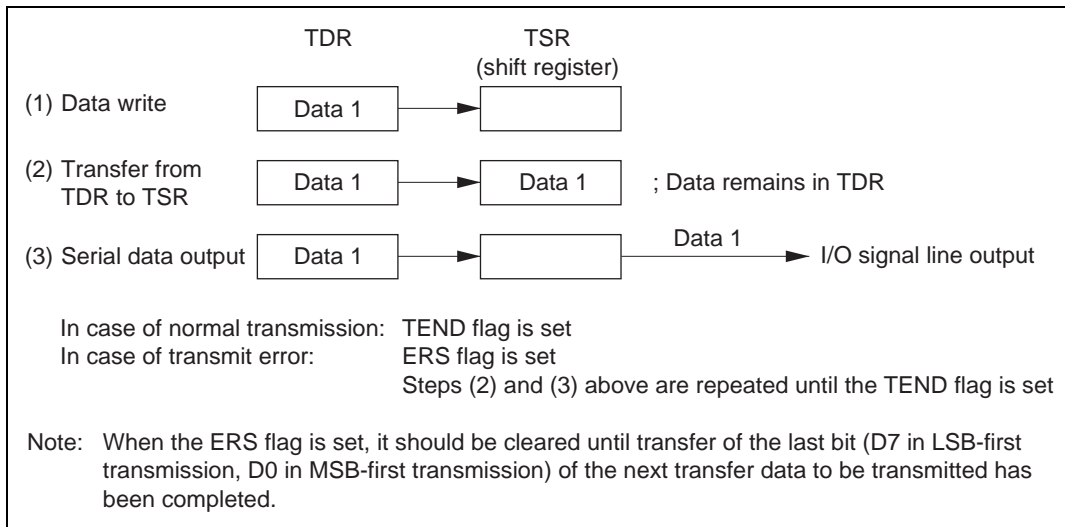 TDR TSR
(shift register)
(1) Data write Data 1
(2) Transfer from
TDR to TSR Data 1 Data 1 ; Data remains in TDR
(3) Serial data output Data 1 Data 1 I/O signal line output
In case of normal transmission: TEND flag is set
In case of transmit error: ERS flag is set
Steps (2) and (3) above are repeated until the TEND flag is set
Note: When the ERS flag is set, it should be cleared until transfer of the last bit (D7 in LSB-first
transmission, D0 in MSB-first transmission) of the next transfer data to be transmitted has
been completed.